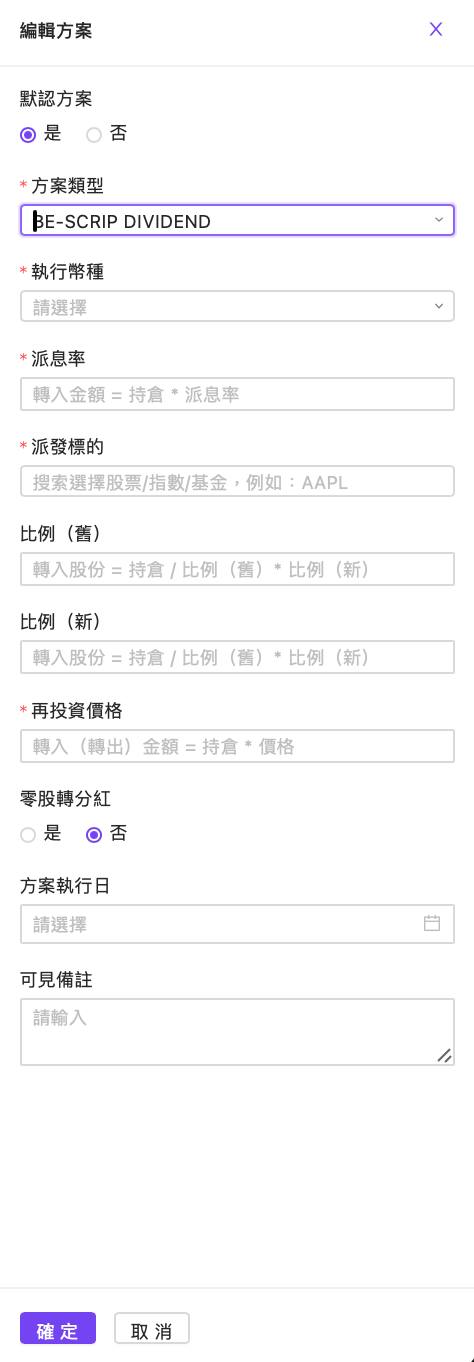 編輯方案
默認方案
是 否
* 方案類型
BE-SCRIP DIVIDEND
* 執行幣種
請選擇
* 派息率
轉入金額 = 持倉 * 派息率
* 派發標的
搜索選擇股票/指數/基金，例如：AAPL
比例（舊）
轉入股份 = 持倉 / 比例（舊）* 比例（新）
比例（新）
轉入股份 = 持倉 / 比例（舊）* 比例（新）
* 再投資價格
轉入（轉出）金額 = 持倉 * 價格
零股轉分紅
是 否
方案執行日
請選擇
可見備註
請輸入
確 定 取 消